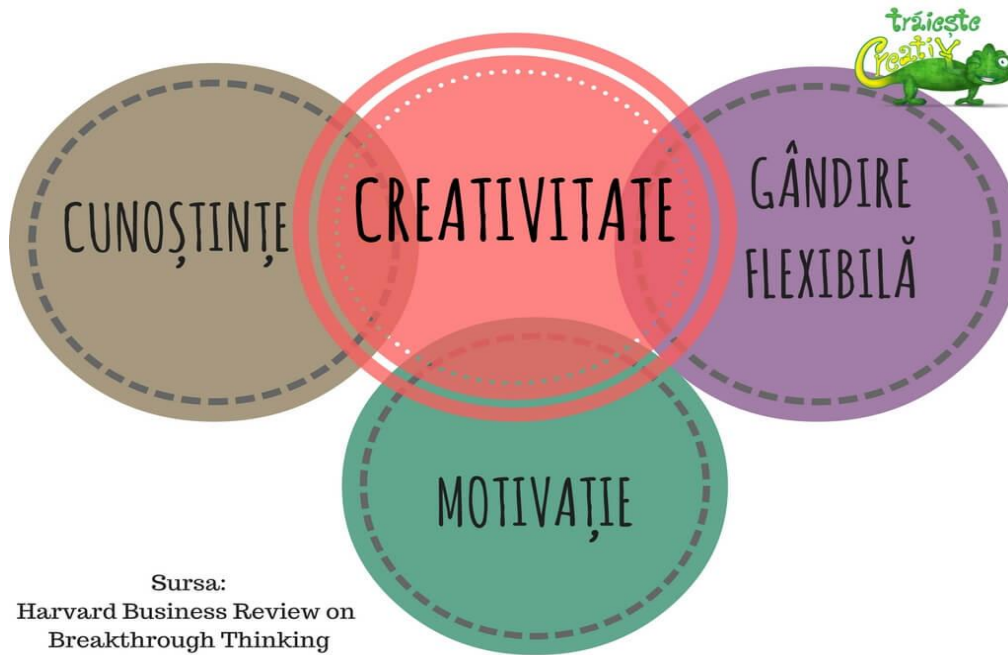 trăiește
Creativ
CUNOȘTINȚE
CREATIVITATE
GÂNDIRE
FLEXIBILĂ
MOTIVAȚIE
Sursa:
Harvard Business Review on
Breakthrough Thinking